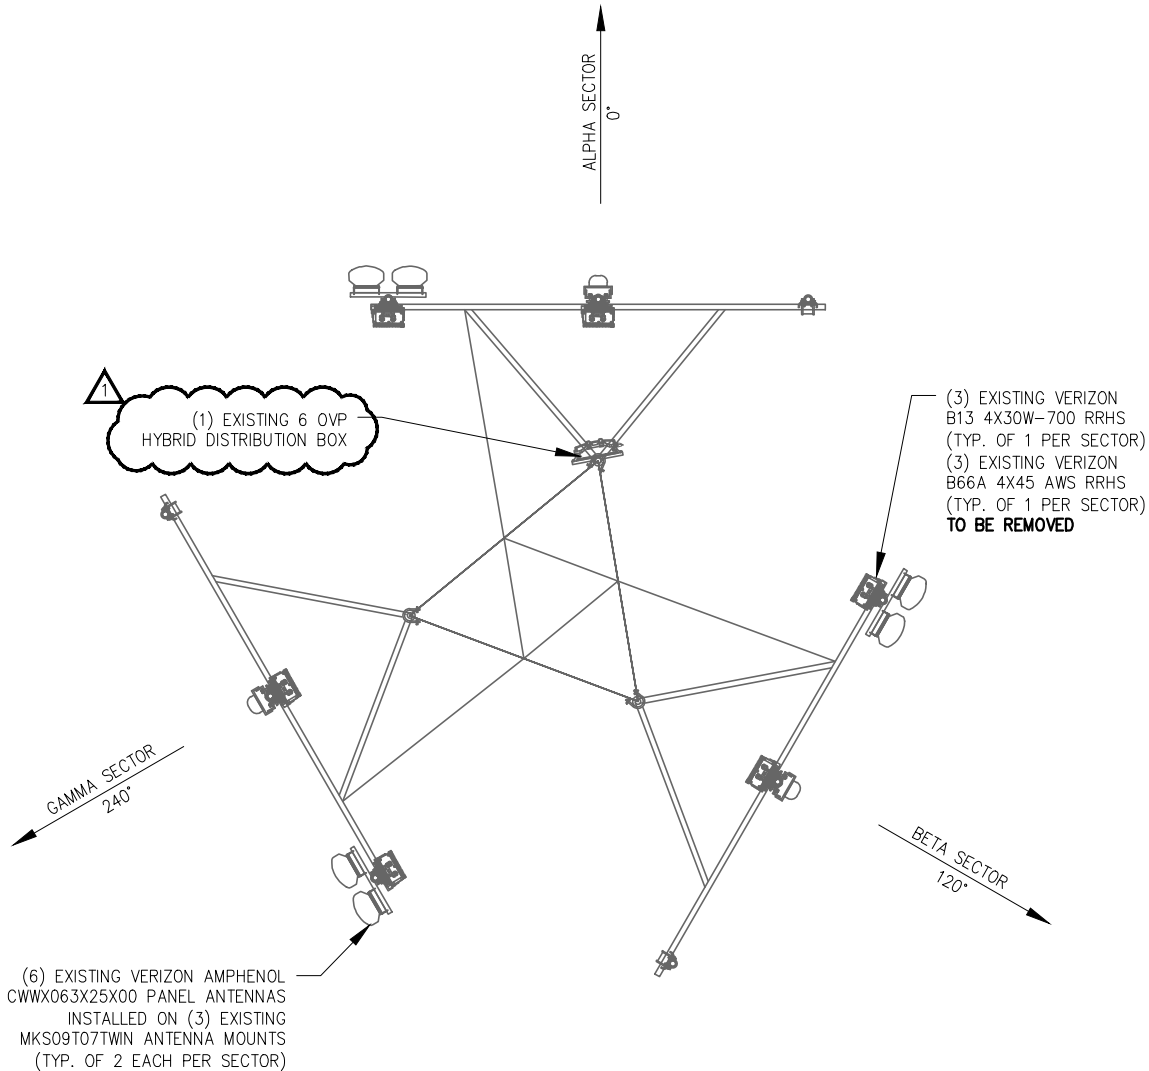 ALPHA SECTOR
0°
1
(1) EXISTING 6 OVP
HYBRID DISTRIBUTION BOX
(3) EXISTING VERIZON
B13 4X30W-700 RRHS
(TYP. OF 1 PER SECTOR)
(3) EXISTING VERIZON
B66A 4X45 AWS RRHS
(TYP. OF 1 PER SECTOR)
TO BE REMOVED
GAMMA SECTOR
240°
BETA SECTOR
120°
(6) EXISTING VERIZON AMPHENOL
CWWX063X25X00 PANEL ANTENNAS
INSTALLED ON (3) EXISTING
MKS09T07TWIN ANTENNA MOUNTS
(TYP. OF 2 EACH PER SECTOR)